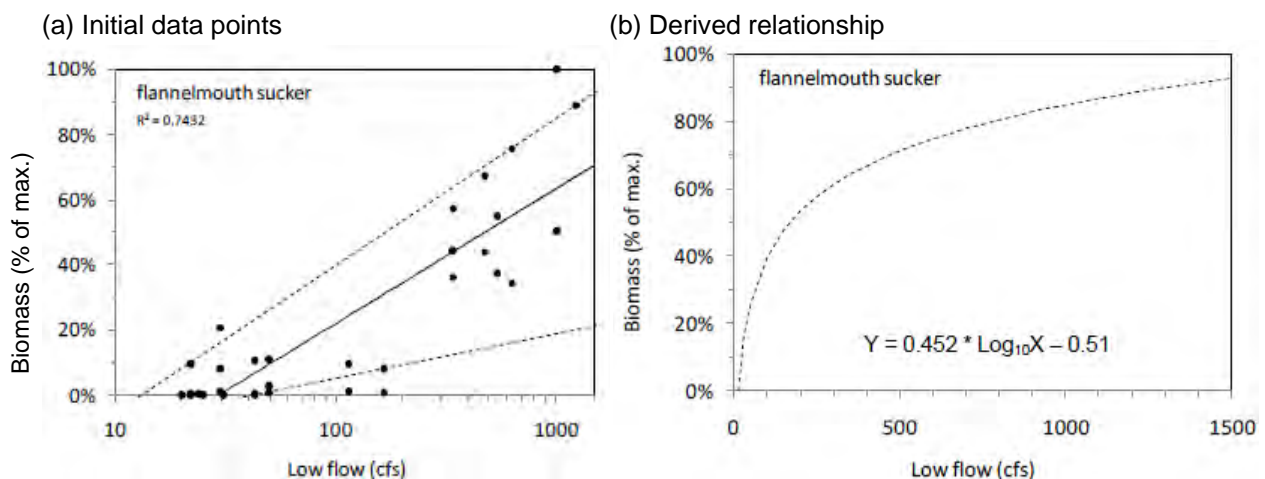 (a) Initial data points
(b) Derived relationship
Biomass (% of max.)
100%
80%
60%
40%
20%
0%
flannelmouth sucker
R² = 0.7432
10
100
1000
Low flow (cfs)
Biomass (% of max.)
100%
80%
60%
40%
20%
0%
flannelmouth sucker
Y = 0.452 * Log₁₀X – 0.51
0
500
1000
1500
Low flow (cfs)